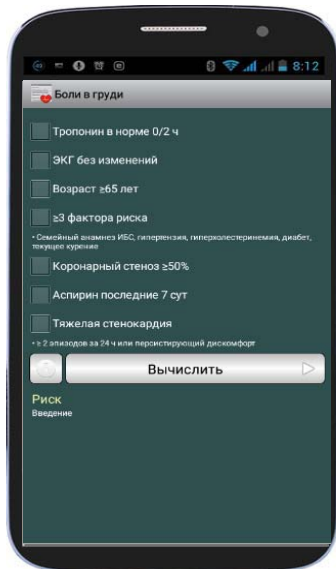 8:12
Боли в груди
Тропонин в норме 0/2 ч
ЭКГ без изменений
Возраст ≥65 лет
≥3 фактора риска
• Семейный анамнез ИБС, гипертензия, гиперхолестеринемия, диабет,
текущее курение
Коронарный стеноз ≥50%
Аспирин последние 7 сут
Тяжелая стенокардия
• ≥ 2 эпизодов за 24 ч или персистирующий дискомфорт
Вычислить
Риск
Введение